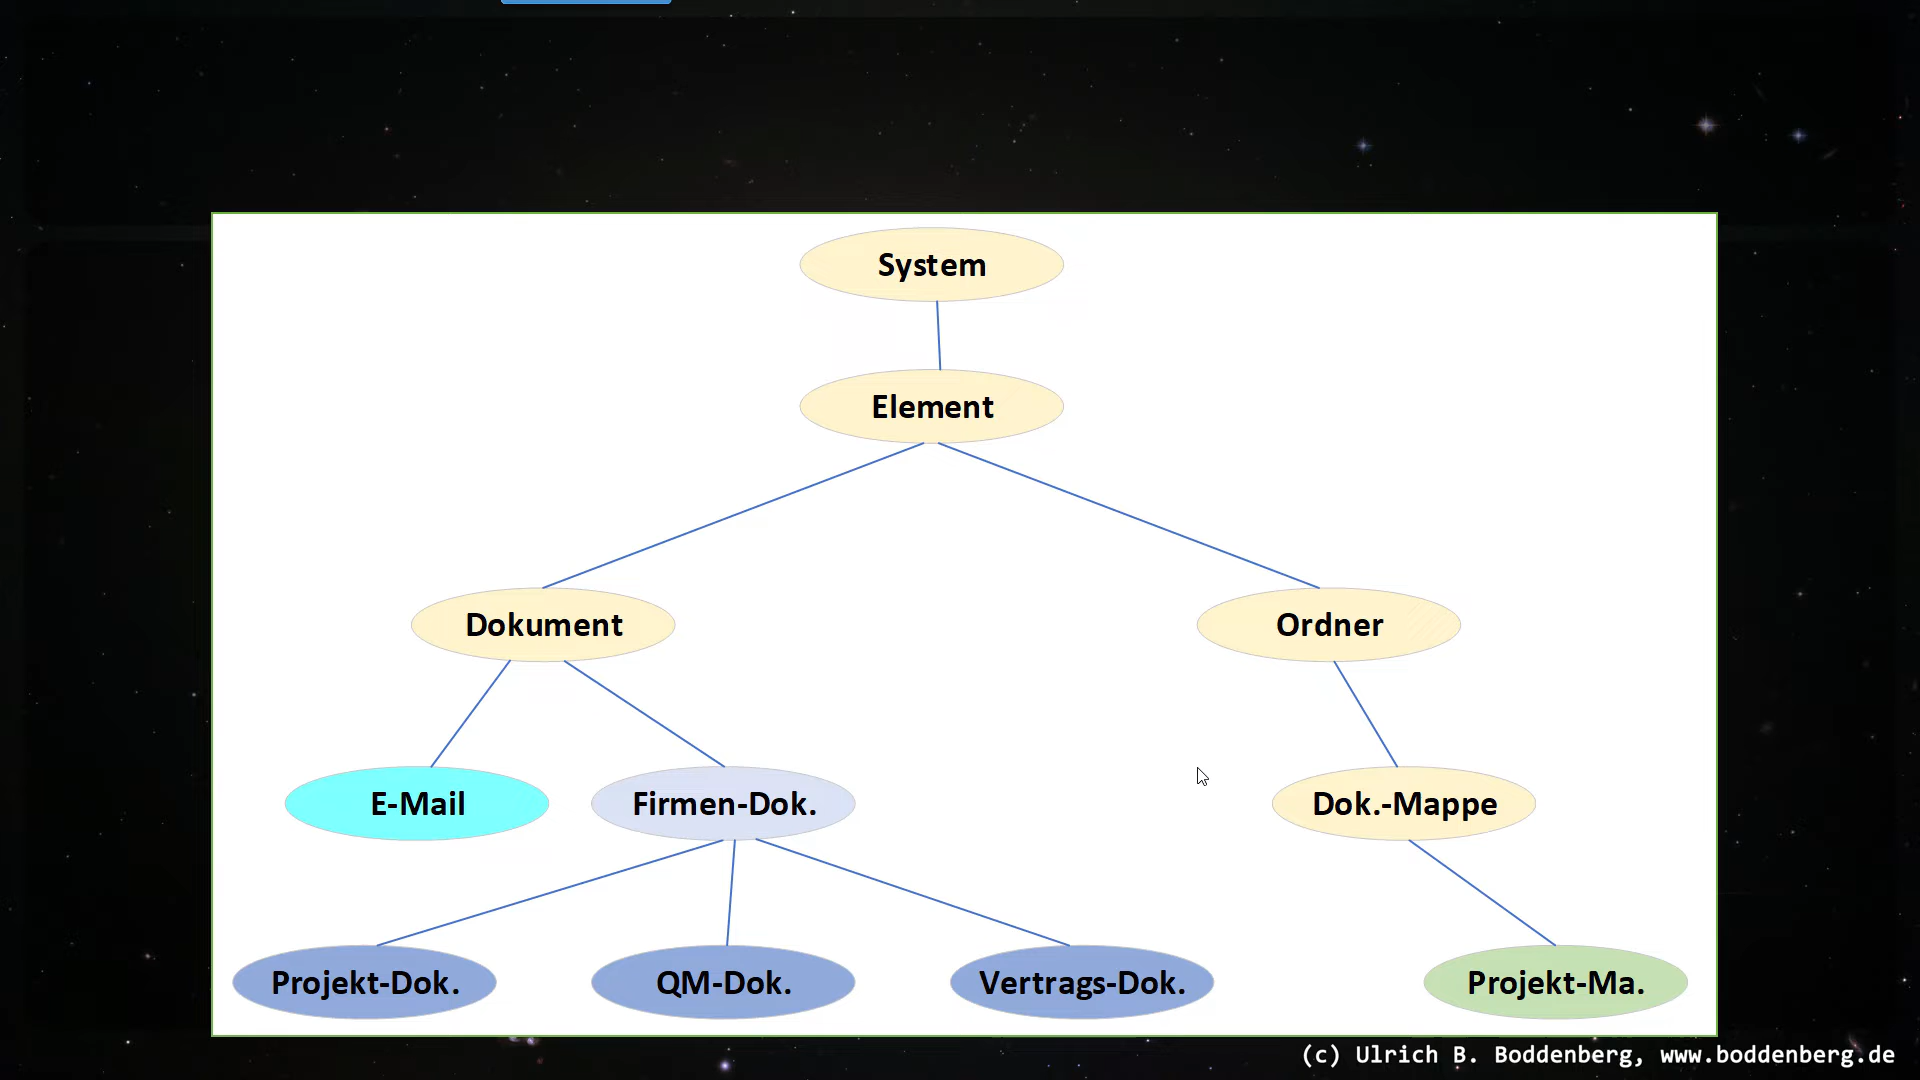 System
Element
Dokument
Ordner
E-Mail
Firmen-Dok.
Dok.-Mappe
Projekt-Dok.
QM-Dok.
Vertrags-Dok.
Projekt-Ma.
(c) Ulrich B. Boddenberg, www.boddenberg.de